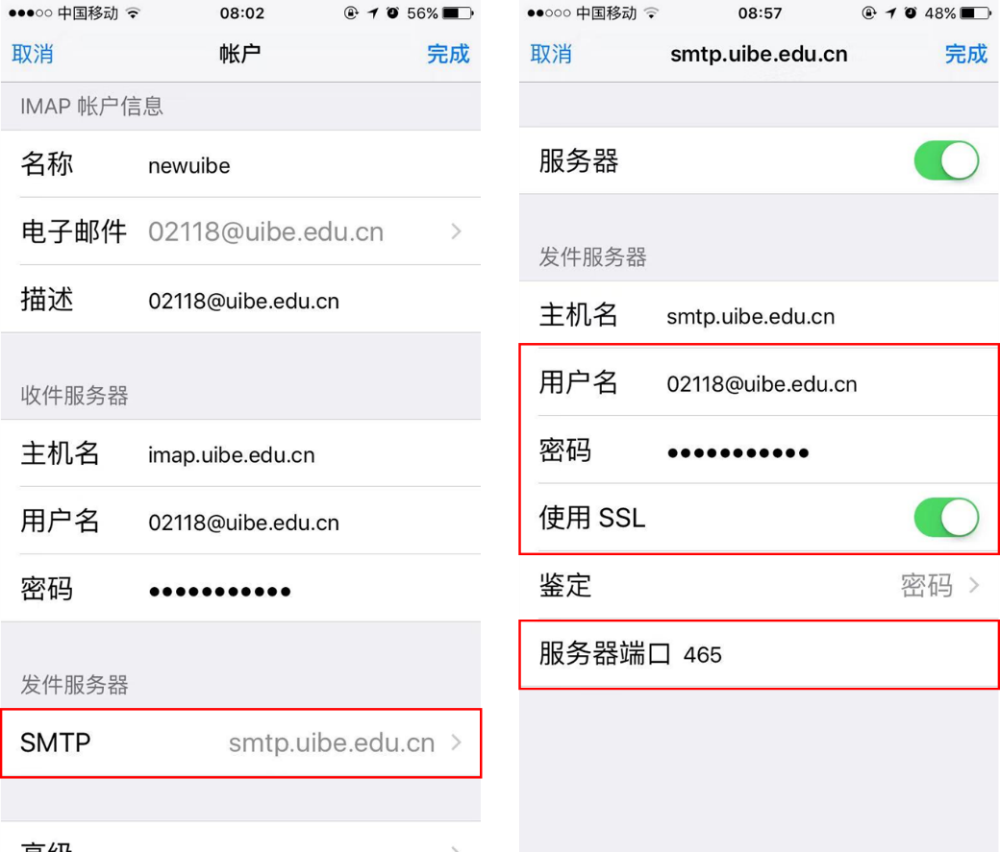 中国移动 08:02 56%
取消 帐户 完成
IMAP 帐户信息
名称 newuibe
电子邮件 02118@uibe.edu.cn
描述 02118@uibe.edu.cn
收件服务器
主机名 imap.uibe.edu.cn
用户名 02118@uibe.edu.cn
密码 ●●●●●●●●●●●
发件服务器
SMTP smtp.uibe.edu.cn
高级
中国移动 08:57 48%
取消 smtp.uibe.edu.cn 完成
服务器
发件服务器
主机名 smtp.uibe.edu.cn
用户名 02118@uibe.edu.cn
密码 ●●●●●●●●●●●
使用 SSL
鉴定 密码
服务器端口 465